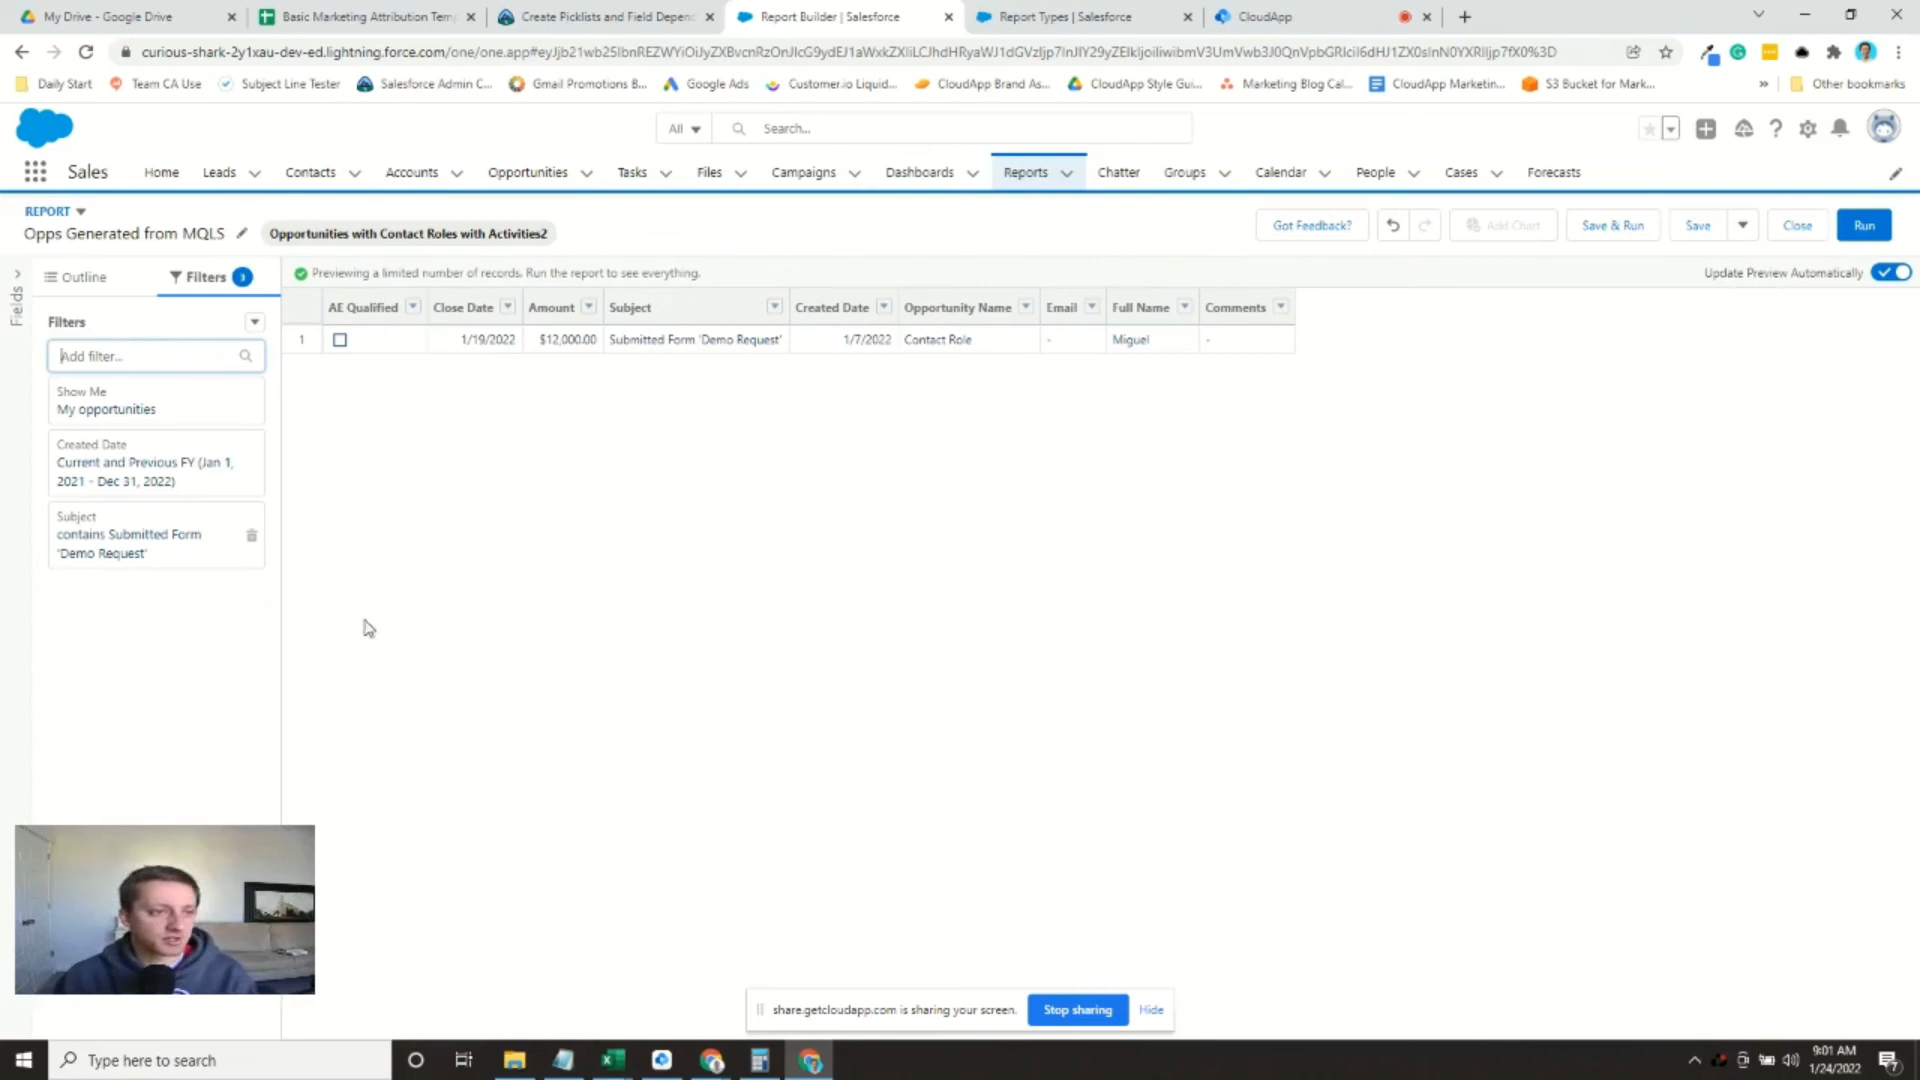 My Drive - Google Drive
Basic Marketing Attribution Temp
Create Picklists and Field Depend
Report Builder | Salesforce
Report Types | Salesforce
CloudApp
Daily Start
Team CA Use
Subject Line Tester
Salesforce Admin C...
Gmail Promotions B...
Google Ads
Customer.io Liquid...
CloudApp Brand As...
CloudApp Style Gui...
Marketing Blog Cal...
CloudApp Marketin...
S3 Bucket for Mark...
»
Other bookmarks
All
Search...
Sales
Home
Leads
Contacts
Accounts
Opportunities
Tasks
Files
Campaigns
Dashboards
Reports
Chatter
Groups
Calendar
People
Cases
Forecasts
REPORT
Opps Generated from MQLS
Opportunities with Contact Roles with Activities2
Got Feedback?
Add Chart
Save & Run
Save
Close
Run
Fields
Outline
Filters 3
Previewing a limited number of records. Run the report to see everything.
Update Preview Automatically
Filters
Add filter...
Show Me
My opportunities
Created Date
Current and Previous FY (Jan 1,
2021 - Dec 31, 2022)
Subject
contains Submitted Form
'Demo Request'
AE Qualified
Close Date
Amount
Subject
Created Date
Opportunity Name
Email
Full Name
Comments
1
1/19/2022
$12,000.00
Submitted Form 'Demo Request'
1/7/2022
Contact Role
-
Miguel
-
share.getcloudapp.com is sharing your screen.
Stop sharing
Hide
Type here to search
9:01 AM
1/24/2022
7